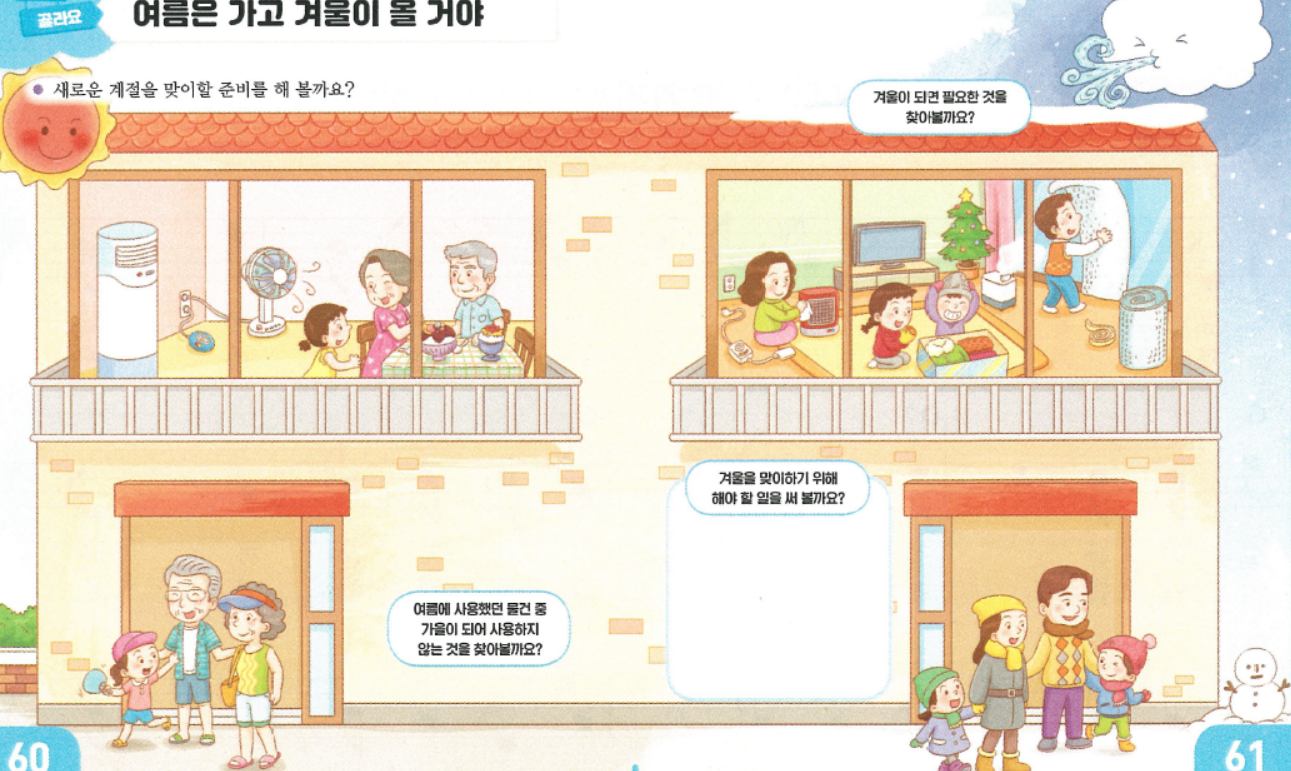 골라요
여름은 가고 겨울이 올 거야
새로운 계절을 맞이할 준비를 해 볼까요?
겨울이 되면 필요한 것을
찾아볼까요?
겨울을 맞이하기 위해
해야 할 일을 써 볼까요?
여름에 사용했던 물건 중
가을이 되어 사용하지
않는 것을 찾아볼까요?
60
61